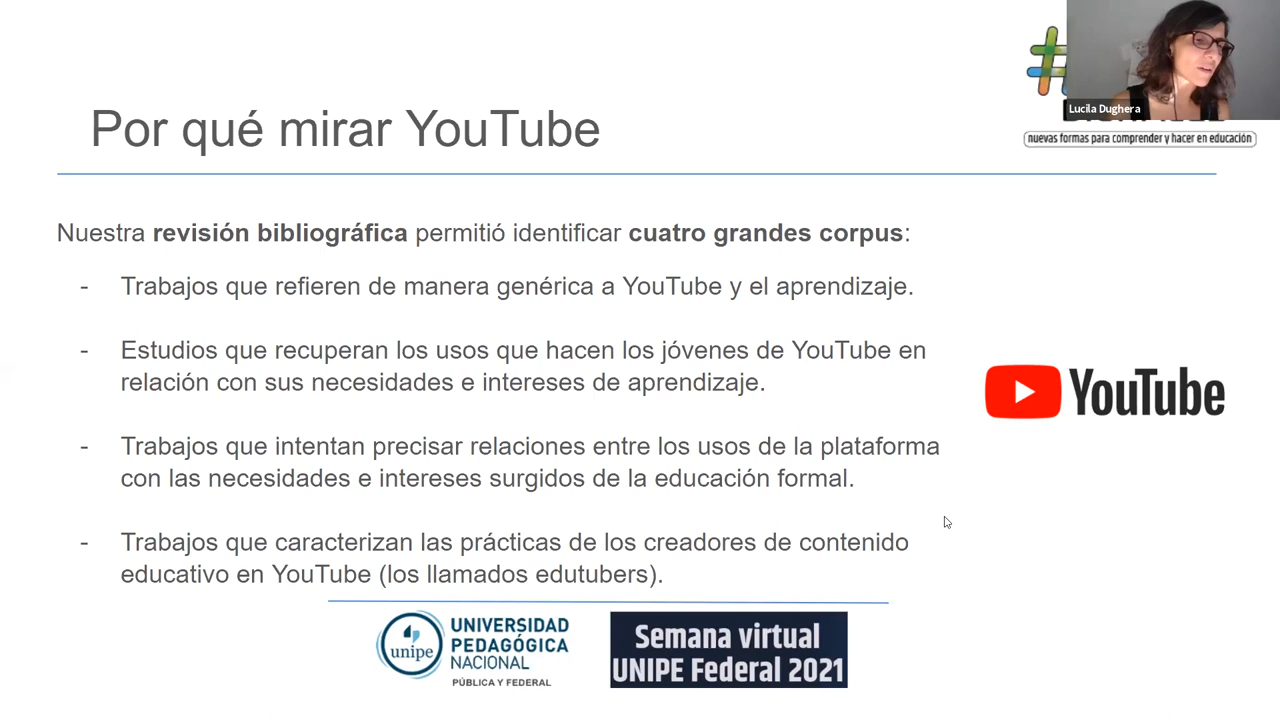 Lucila Dughera
nuevas formas para comprender y hacer en educación
Por qué mirar YouTube
Nuestra revisión bibliográfica permitió identificar cuatro grandes corpus:
- Trabajos que refieren de manera genérica a YouTube y el aprendizaje.
- Estudios que recuperan los usos que hacen los jóvenes de YouTube en
relación con sus necesidades e intereses de aprendizaje.
- Trabajos que intentan precisar relaciones entre los usos de la plataforma
con las necesidades e intereses surgidos de la educación formal.
- Trabajos que caracterizan las prácticas de los creadores de contenido
educativo en YouTube (los llamados edutubers).
YouTube
unipe
UNIVERSIDAD
PEDAGÓGICA
NACIONAL
PÚBLICA Y FEDERAL
Semana virtual
UNIPE Federal 2021